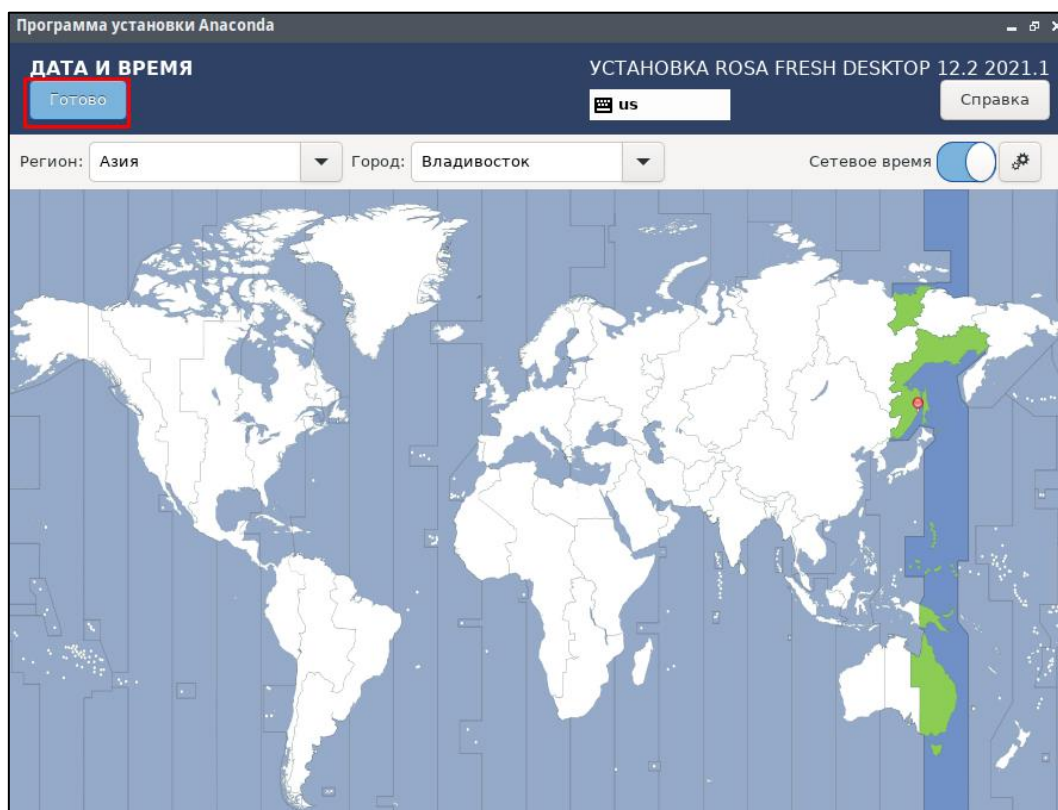 Программа установки Anaconda
ДАТА И ВРЕМЯ
УСТАНОВКА ROSA FRESH DESKTOP 12.2 2021.1
Готово
us
Справка
Регион: Азия Город: Владивосток Сетевое время